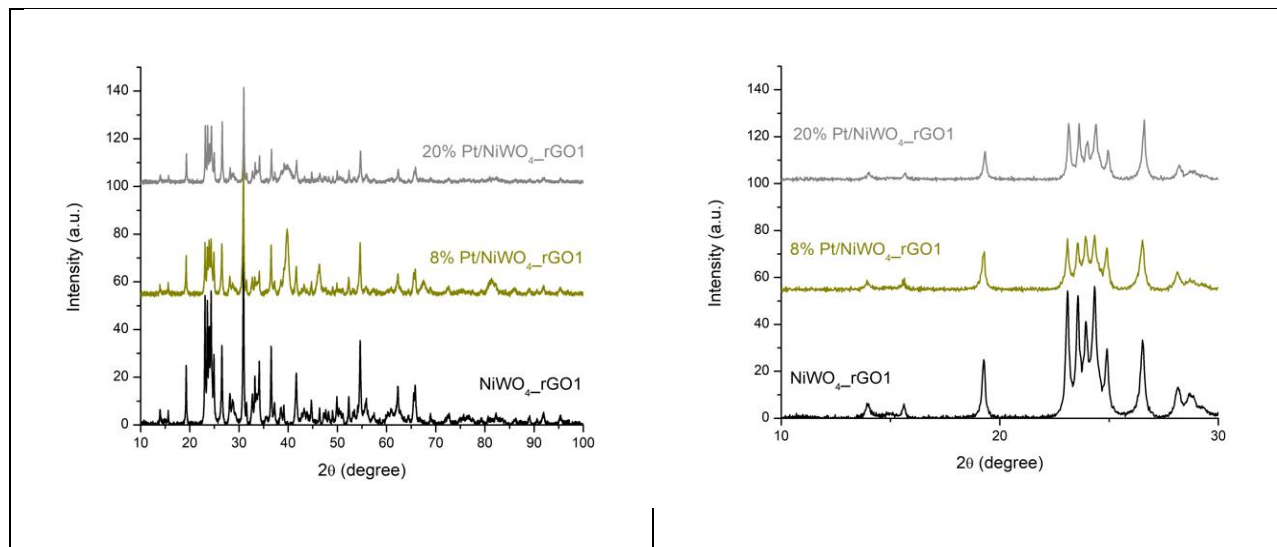 140
120
100
80
60
40
20
0
Intensity (a.u.)
20% Pt/NiWO₄_rGO1
8% Pt/NiWO₄_rGO1
NiWO₄_rGO1
10 20 30 40 50 60 70 80 90 100
2θ (degree)
140
120
100
80
60
40
20
0
Intensity (a.u.)
20% Pt/NiWO₄_rGO1
8% Pt/NiWO₄_rGO1
NiWO₄_rGO1
10 20 30
2θ (degree)